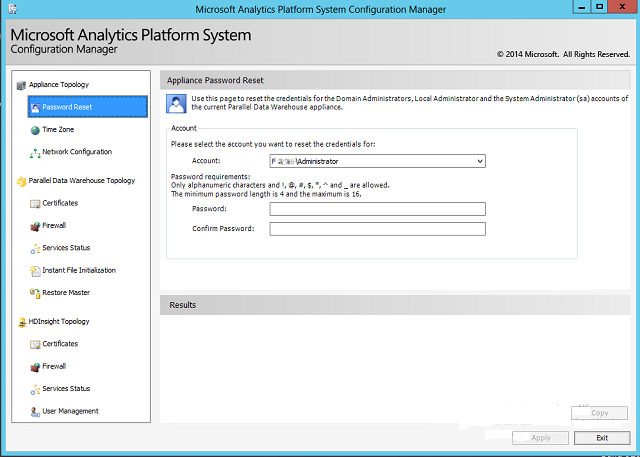 Microsoft Analytics Platform System Configuration Manager
Microsoft Analytics Platform System
Configuration Manager
© 2014 Microsoft. All Rights Reserved.
Appliance Topology
Password Reset
Time Zone
Network Configuration
Parallel Data Warehouse Topology
Certificates
Firewall
Services Status
Instant File Initialization
Restore Master
HDInsight Topology
Certificates
Firewall
Services Status
User Management
Appliance Password Reset
Use this page to reset the credentials for the Domain Administrators, Local Administrator and the System Administrator (sa) accounts of
the current Parallel Data Warehouse appliance.
Account
Please select the account you want to reset the credentials for:
Account:
\Administrator
Password requirements:
Only alphanumeric characters and !, @, #, $, *, ^ and _ are allowed.
The minimum password length is 4 and the maximum is 16.
Password:
Confirm Password:
Results
Copy
Apply
Exit